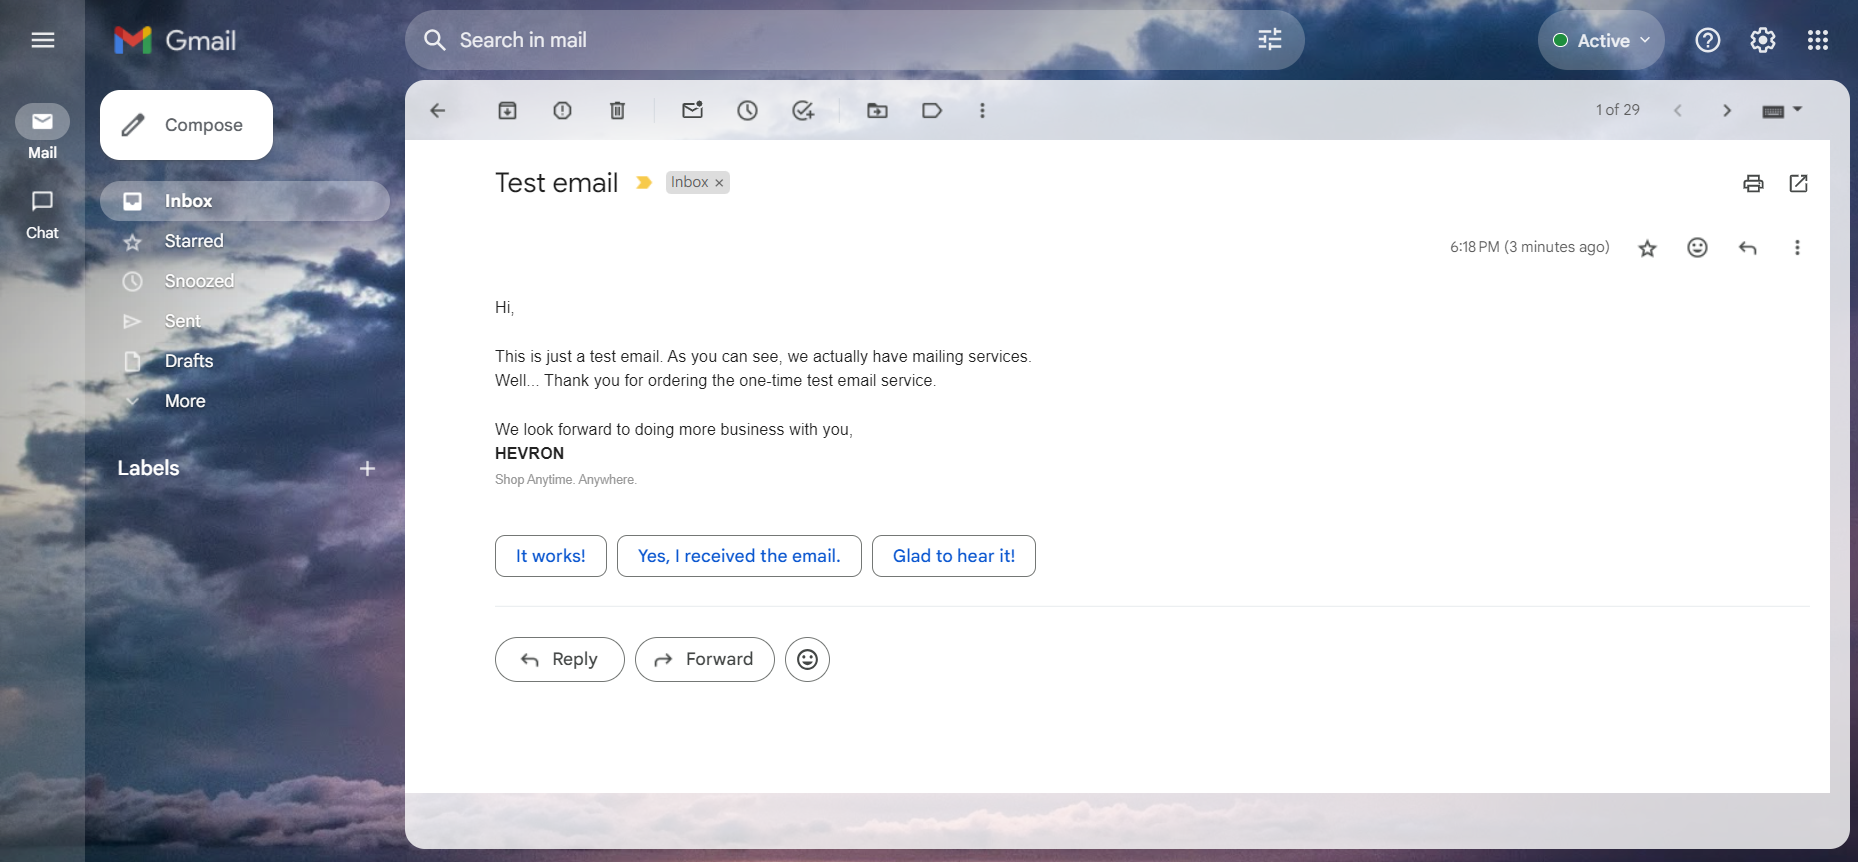 Gmail
Search in mail
Active
Mail
Chat
Compose
Inbox
Starred
Snoozed
Sent
Drafts
More
Labels
1 of 29
Test email
Inbox ×
6:18 PM (3 minutes ago)
Hi,
This is just a test email. As you can see, we actually have mailing services.
Well... Thank you for ordering the one-time test email service.
We look forward to doing more business with you,
HEVRON
Shop Anytime. Anywhere.
It works!
Yes, I received the email.
Glad to hear it!
Reply
Forward